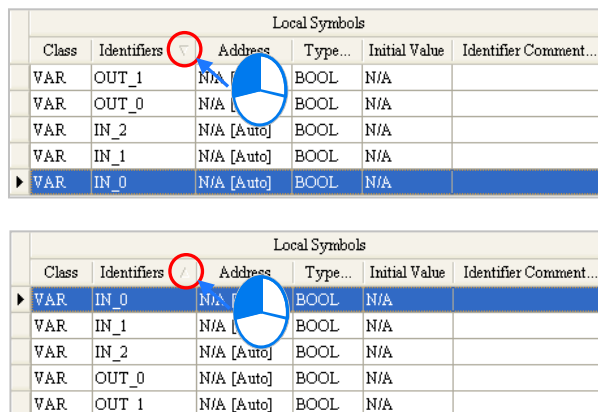 Local Symbols
Class Identifiers Address Type... Initial Value Identifier Comment...
VAR OUT_1 N/A [Auto] BOOL N/A
VAR OUT_0 N/A [ BOOL N/A
VAR IN_2 N/A [Auto] BOOL N/A
VAR IN_1 N/A [Auto] BOOL N/A
VAR IN_0 N/A [Auto] BOOL N/A
Local Symbols
Class Identifiers Address Type... Initial Value Identifier Comment...
VAR IN_0 N/A [ BOOL N/A
VAR IN_1 N/A [Auto] BOOL N/A
VAR IN_2 N/A [Auto] BOOL N/A
VAR OUT_0 N/A [Auto] BOOL N/A
VAR OUT_1 N/A [Auto] BOOL N/A